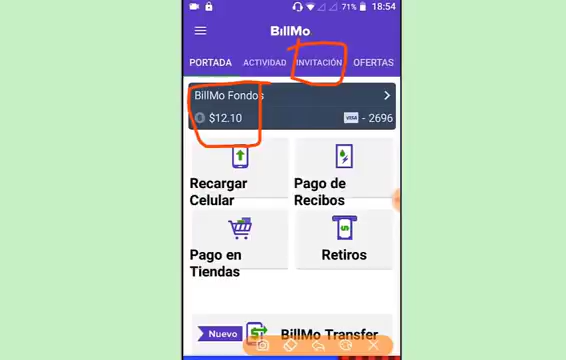 71% 18:54
BillMo
PORTADA ACTIVIDAD INVITACIÓN OFERTAS
BillMo Fondos
$12.10 VISA - 2696
Recargar Celular
Pago de Recibos
Pago en Tiendas
Retiros
Nuevo BillMo Transfer